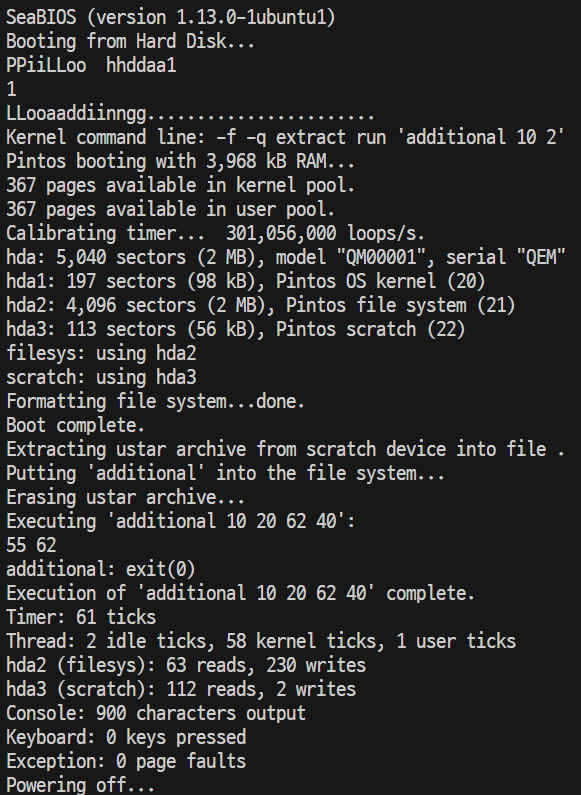 SeaBIOS (version 1.13.0-1ubuntu1)
Booting from Hard Disk...
PPiiLLoo  hhddaa1
1
LLooaaddiinngg.......................
Kernel command line: -f -q extract run 'additional 10 2'
Pintos booting with 3,968 kB RAM...
367 pages available in kernel pool.
367 pages available in user pool.
Calibrating timer...  301,056,000 loops/s.
hda: 5,040 sectors (2 MB), model "QM00001", serial "QEM"
hda1: 197 sectors (98 kB), Pintos OS kernel (20)
hda2: 4,096 sectors (2 MB), Pintos file system (21)
hda3: 113 sectors (56 kB), Pintos scratch (22)
filesys: using hda2
scratch: using hda3
Formatting file system...done.
Boot complete.
Extracting ustar archive from scratch device into file .
Putting 'additional' into the file system...
Erasing ustar archive...
Executing 'additional 10 20 62 40':
55 62
additional: exit(0)
Execution of 'additional 10 20 62 40' complete.
Timer: 61 ticks
Thread: 2 idle ticks, 58 kernel ticks, 1 user ticks
hda2 (filesys): 63 reads, 230 writes
hda3 (scratch): 112 reads, 2 writes
Console: 900 characters output
Keyboard: 0 keys pressed
Exception: 0 page faults
Powering off...